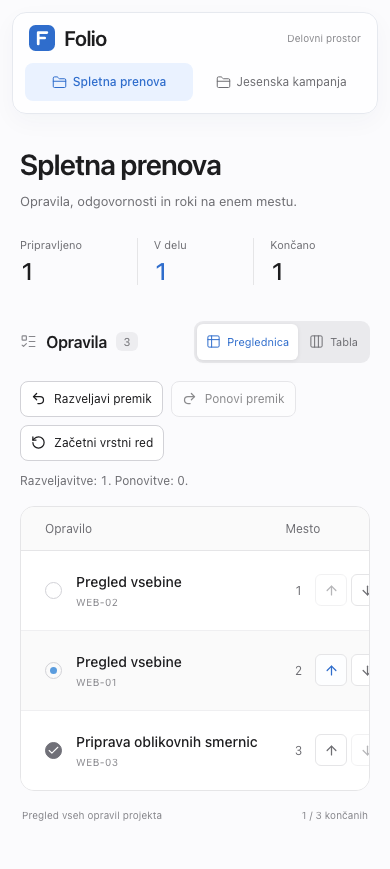 F Folio
Delovni prostor
Spletna prenova
Jesenska kampanja
Spletna prenova
Opravila, odgovornosti in roki na enem mestu.
Pripravljeno
V delu
Končano
1
1
1
Opravila 3
Preglednica
Tabla
Razveljavi premik
Ponovi premik
Začetni vrstni red
Razveljavitve: 1. Ponovitve: 0.
Opravilo
Mesto
Pregled vsebine
WEB-02
1
Pregled vsebine
WEB-01
2
Priprava oblikovnih smernic
WEB-03
3
Pregled vseh opravil projekta
1 / 3 končanih